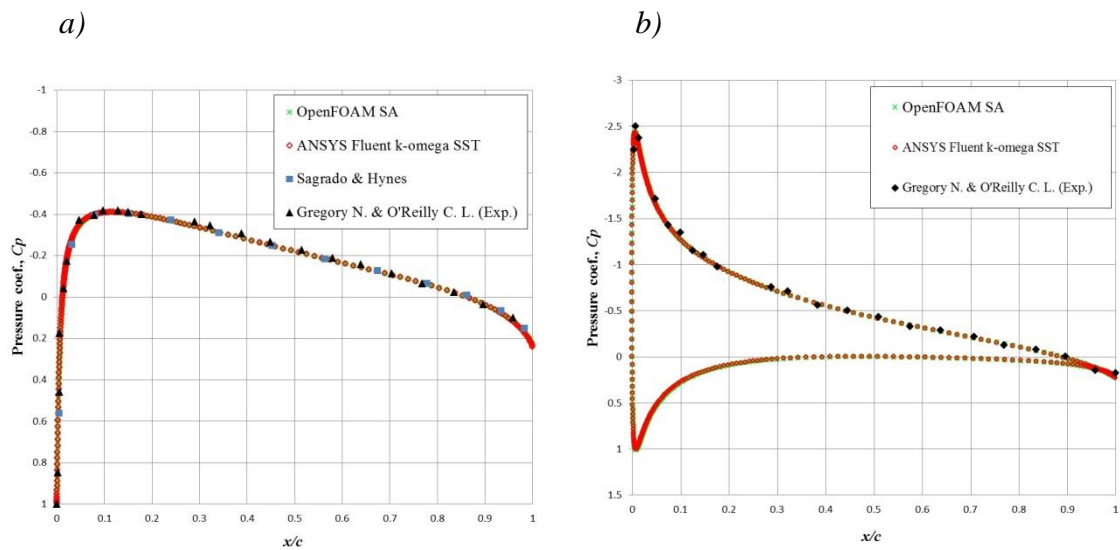 a)
-1
-0.8
-0.6
-0.4
-0.2
0
0.2
0.4
0.6
0.8
1
Pressure coef., Cp
OpenFOAM SA
ANSYS Fluent k-omega SST
Sagrado & Hynes
Gregory N. & O'Reilly C. L. (Exp.)
0 0.1 0.2 0.3 0.4 0.5 0.6 0.7 0.8 0.9 1
x/c
b)
-3
-2.5
-2
-1.5
-1
-0.5
0
0.5
1
1.5
Pressure coef., Cp
OpenFOAM SA
ANSYS Fluent k-omega SST
Gregory N. & O'Reilly C. L. (Exp.)
0 0.1 0.2 0.3 0.4 0.5 0.6 0.7 0.8 0.9 1
x/c